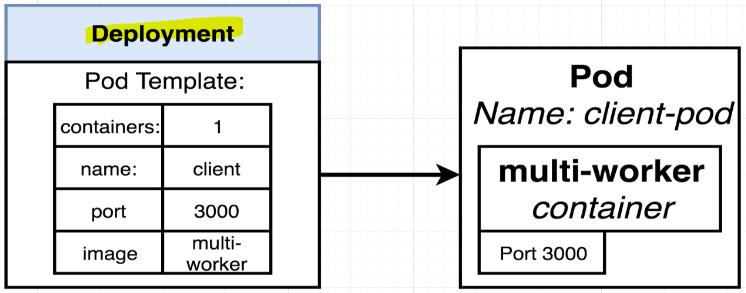 Deployment
Pod Template:
containers: 1
name: client
port 3000
image multi-
worker
Pod
Name: client-pod
multi-worker
container
Port 3000